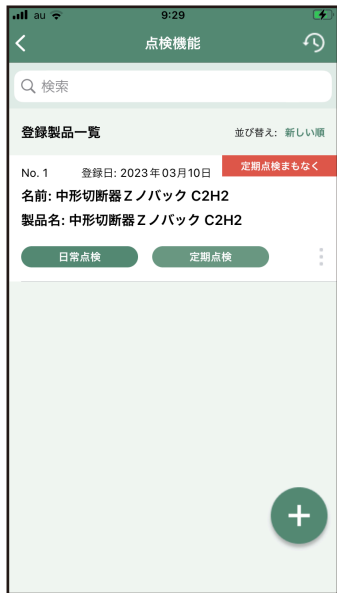 au 9:29
点検機能
検索
登録製品一覧 並び替え: 新しい順
No. 1 登録日: 2023年03月10日 定期点検まもなく
名前: 中形切断器Zノバック C2H2
製品名: 中形切断器Zノバック C2H2
日常点検 定期点検